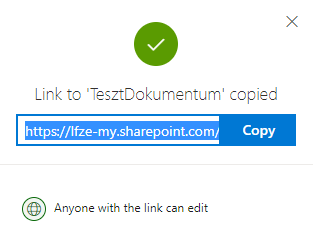 Link to 'TesztDokumentum' copied
https://lfze-my.sharepoint.com/ Copy
Anyone with the link can edit